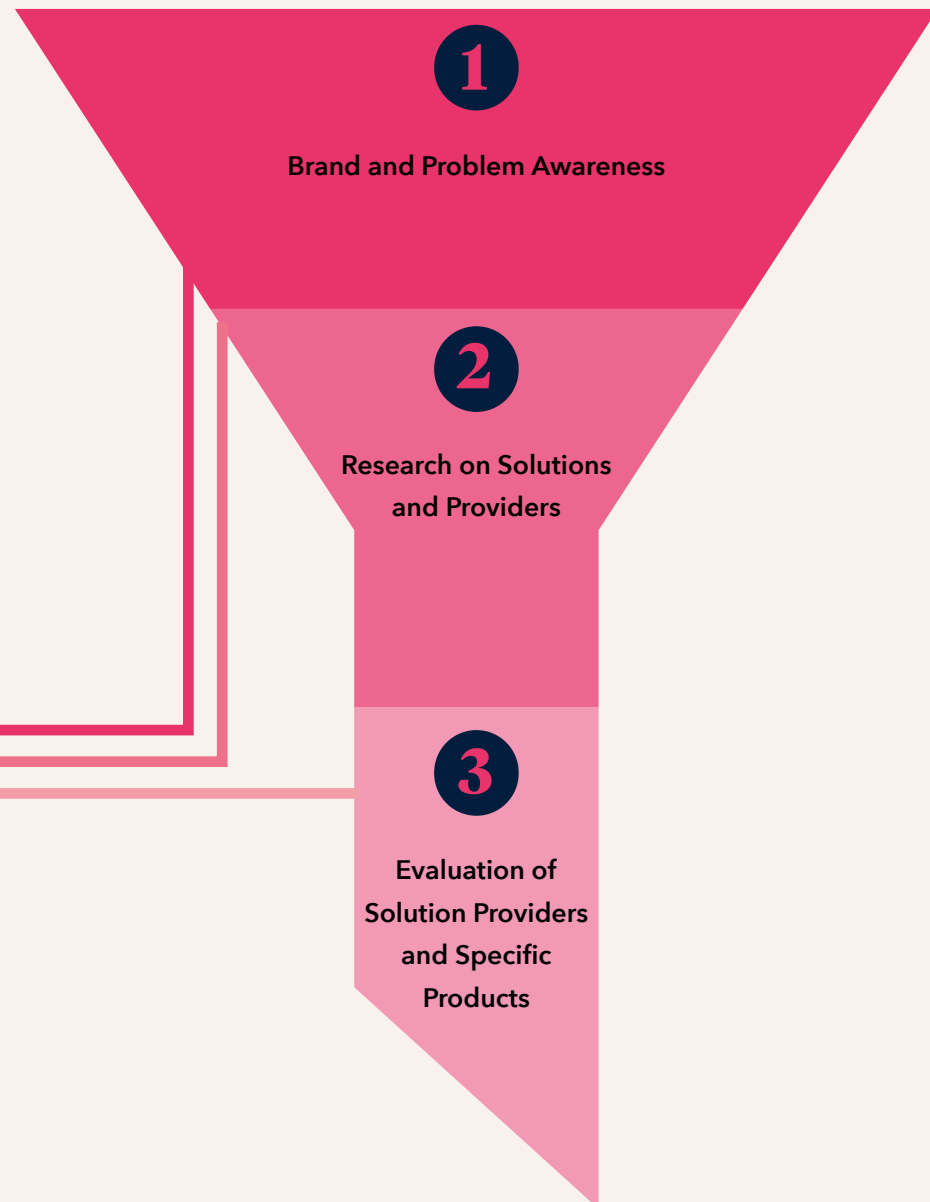 1
Brand and Problem Awareness
2
Research on Solutions
and Providers
3
Evaluation of
Solution Providers
and Specific
Products